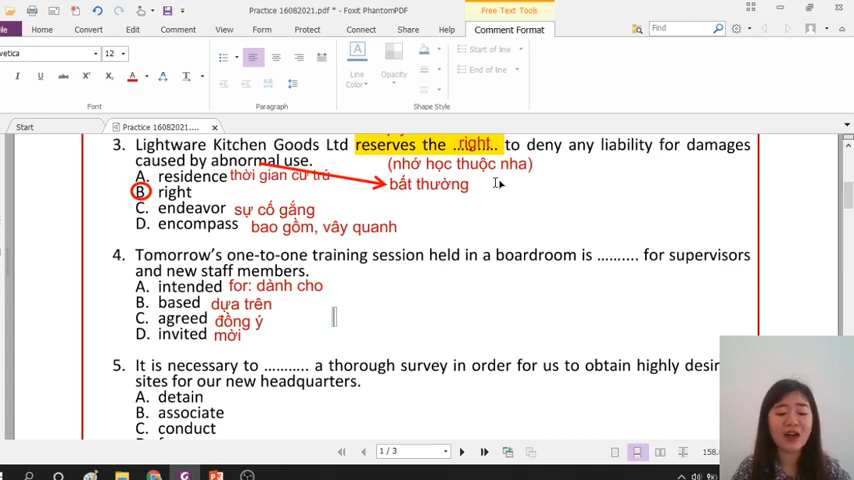 Practice 16082021.pdf * - Foxit PhantomPDF
Free Text Tools
Home
Convert
Edit
Organize
Comment
View
Form
Protect
Connect
Share
Help
Comment Format
Find
12
Line Color
Opacity
Start of line
End of line
Font
Paragraph
Shape Style
Start
Practice 16082021....
3. Lightware Kitchen Goods Ltd reserves the ......right...... to deny any liability for damages
caused by abnormal use.
(nhớ học thuộc nha)
A. residence thời gian cư trú
bất thường
B. right
C. endeavor sự cố gắng
D. encompass bao gồm, vây quanh
4. Tomorrow's one-to-one training session held in a boardroom is .......... for supervisors
and new staff members.
A. intended for: dành cho
B. based dựa trên
C. agreed đồng ý
D. invited mời
5. It is necessary to ........... a thorough survey in order for us to obtain highly desir
sites for our new headquarters.
A. detain
B. associate
C. conduct
1 / 3
158.